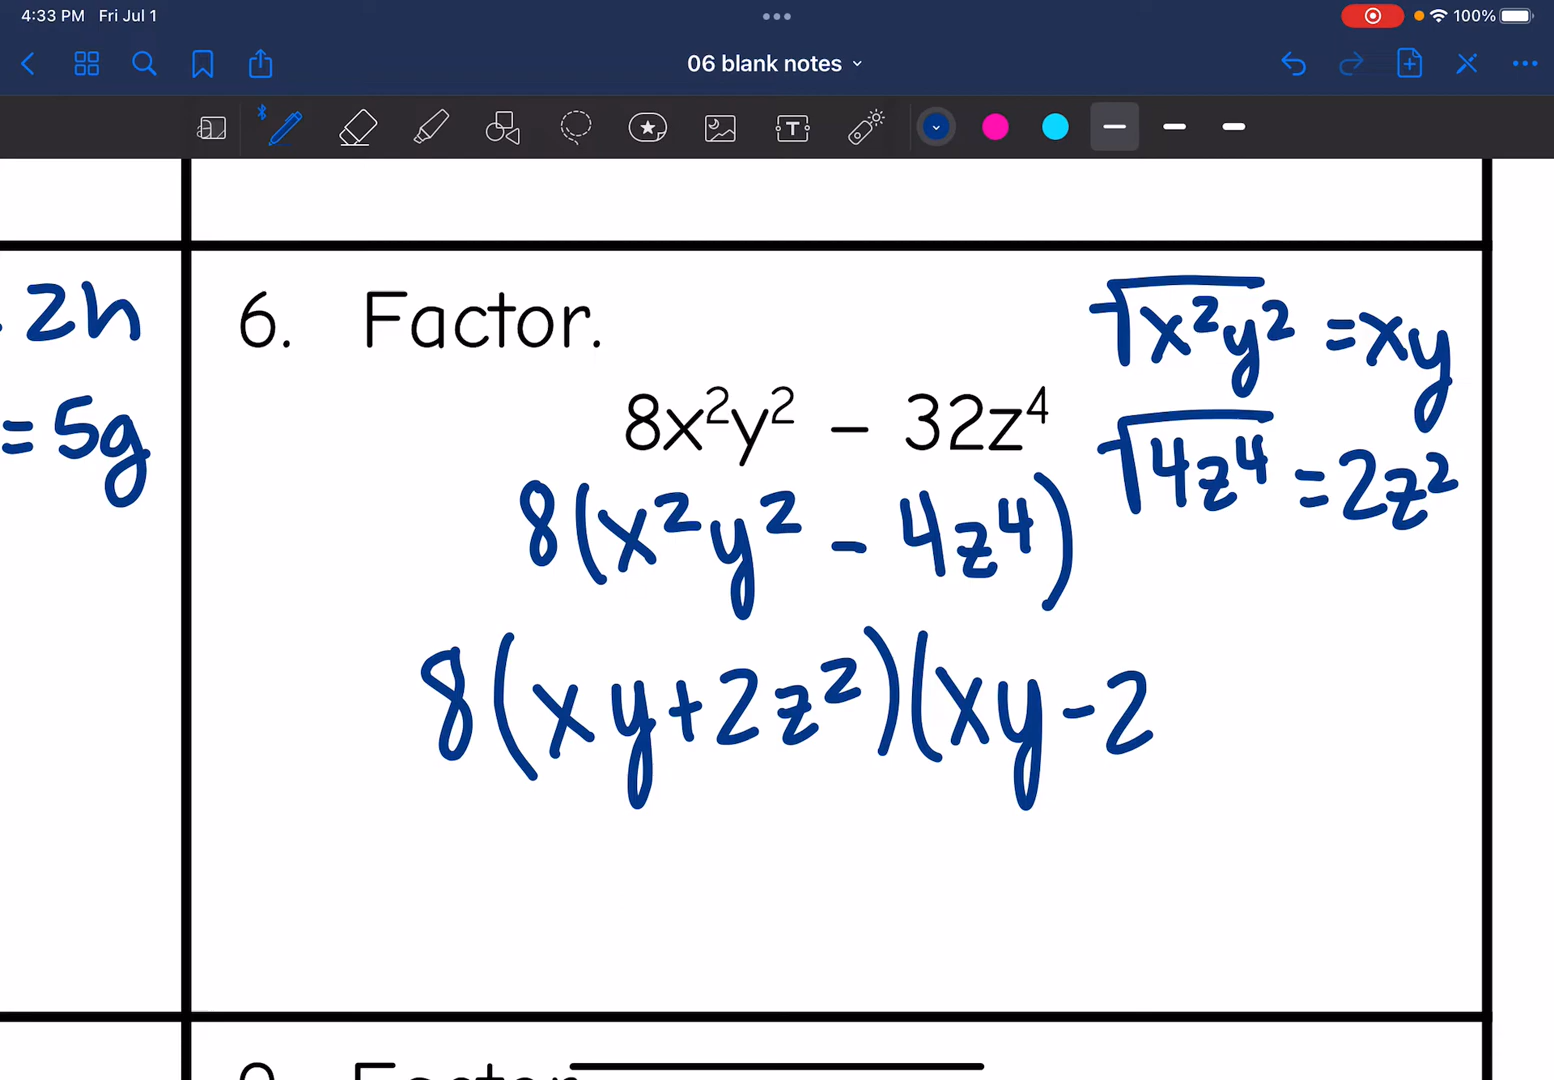 4:33 PM Fri Jul 1
100%
06 blank notes
2h
= 5g
6. Factor.
8x²y² – 32z⁴
8(x²y² - 4z⁴)
8(xy+2z²)(xy-2
√x²y² = xy
√4z⁴ = 2z²
Factor